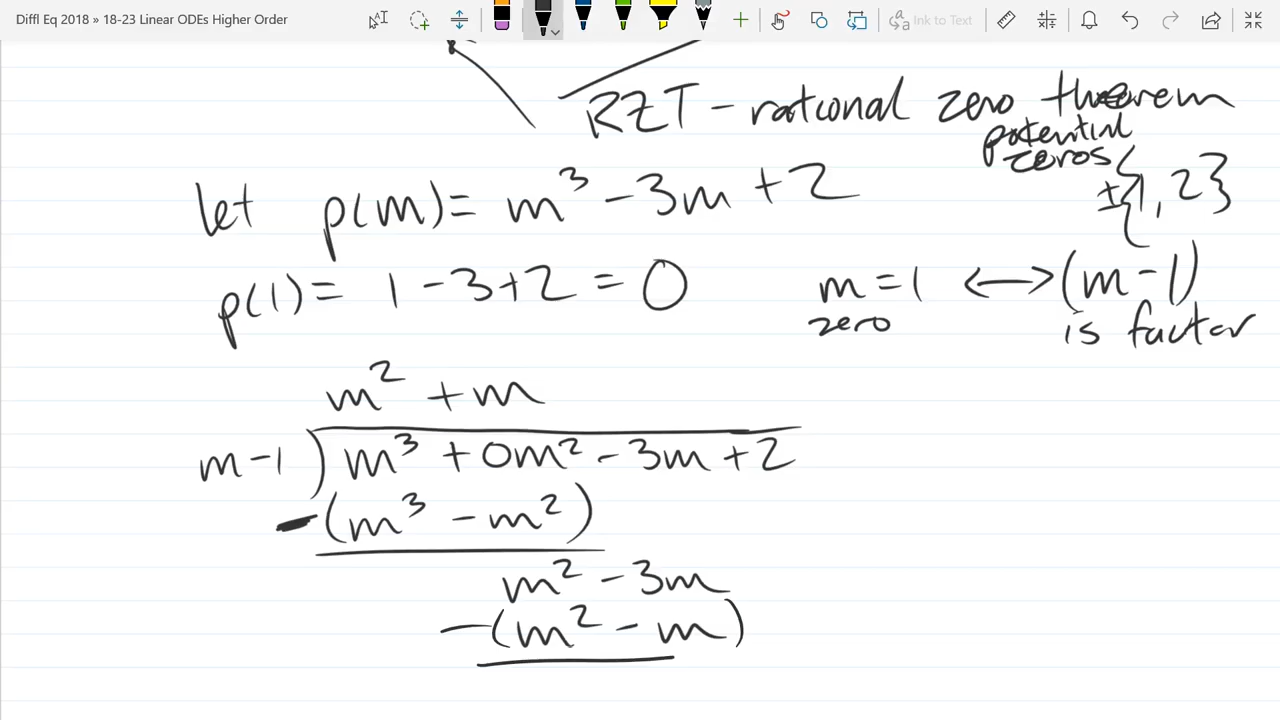 Diffl Eq 2018 » 18-23 Linear ODEs Higher Order
Ink to Text
RZT - rational zero theorem
potential
zeros
let p(m) = m³ - 3m + 2
±{1, 2}
p(1) = 1 - 3 + 2 = 0
m = 1 ⟷ (m - 1)
zero
is factor
m² + m
m - 1 ) m³ + 0m² - 3m + 2
-(m³ - m²)
m² - 3m
-(m² - m)